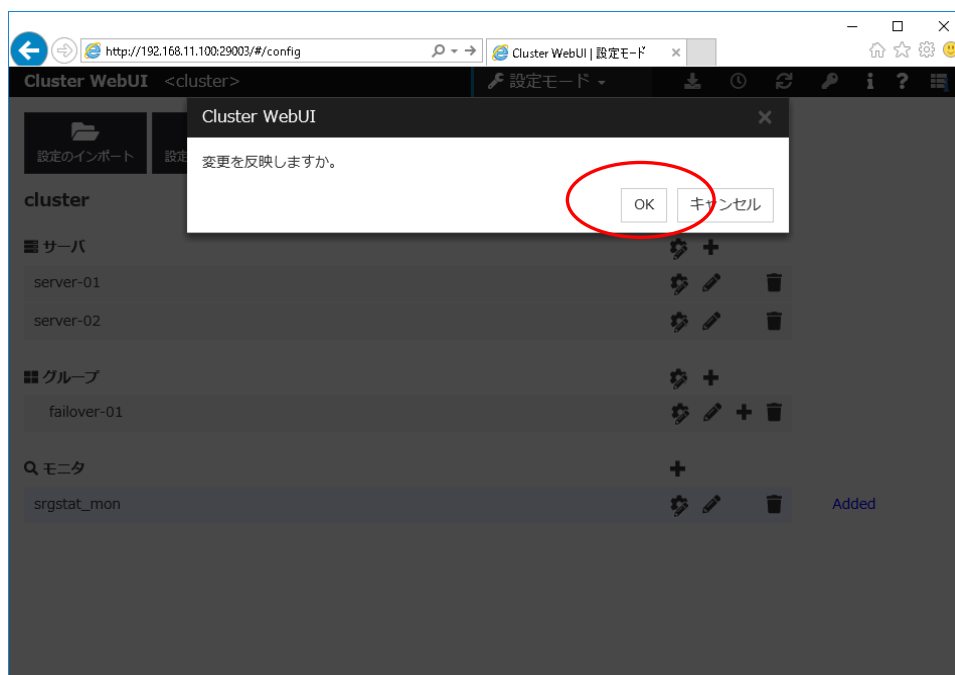 http://192.168.11.100:29003/#/config
Cluster WebUI | 設定モード
Cluster WebUI <cluster>
設定モード
Cluster WebUI
設定のインポート
設定
変更を反映しますか。
OK
キャンセル
cluster
サーバ
server-01
server-02
グループ
failover-01
モニタ
srgstat_mon
Added